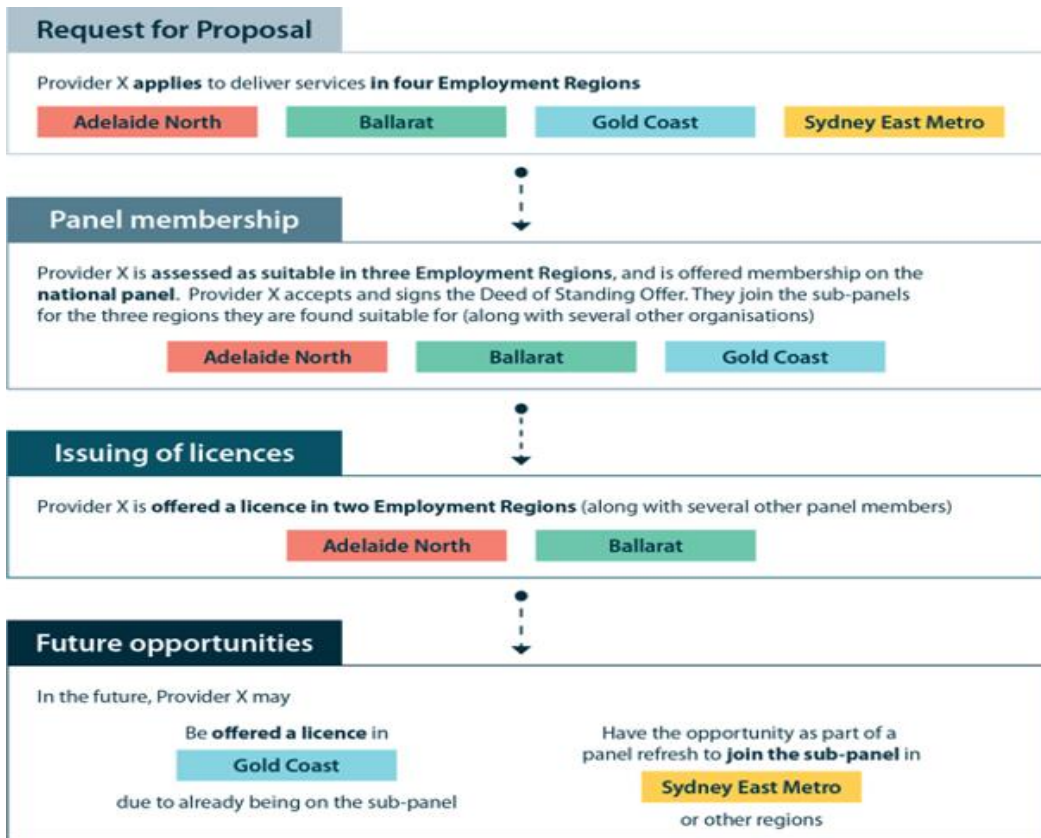 Request for Proposal
Provider X applies to deliver services in four Employment Regions
Adelaide North
Ballarat
Gold Coast
Sydney East Metro
Panel membership
Provider X is assessed as suitable in three Employment Regions, and is offered membership on the
national panel. Provider X accepts and signs the Deed of Standing Offer. They join the sub-panels
for the three regions they are found suitable for (along with several other organisations)
Adelaide North
Ballarat
Gold Coast
Issuing of licences
Provider X is offered a licence in two Employment Regions (along with several other panel members)
Adelaide North
Ballarat
Future opportunities
In the future, Provider X may
Be offered a licence in
Gold Coast
due to already being on the sub-panel
Have the opportunity as part of a
panel refresh to join the sub-panel in
Sydney East Metro
or other regions